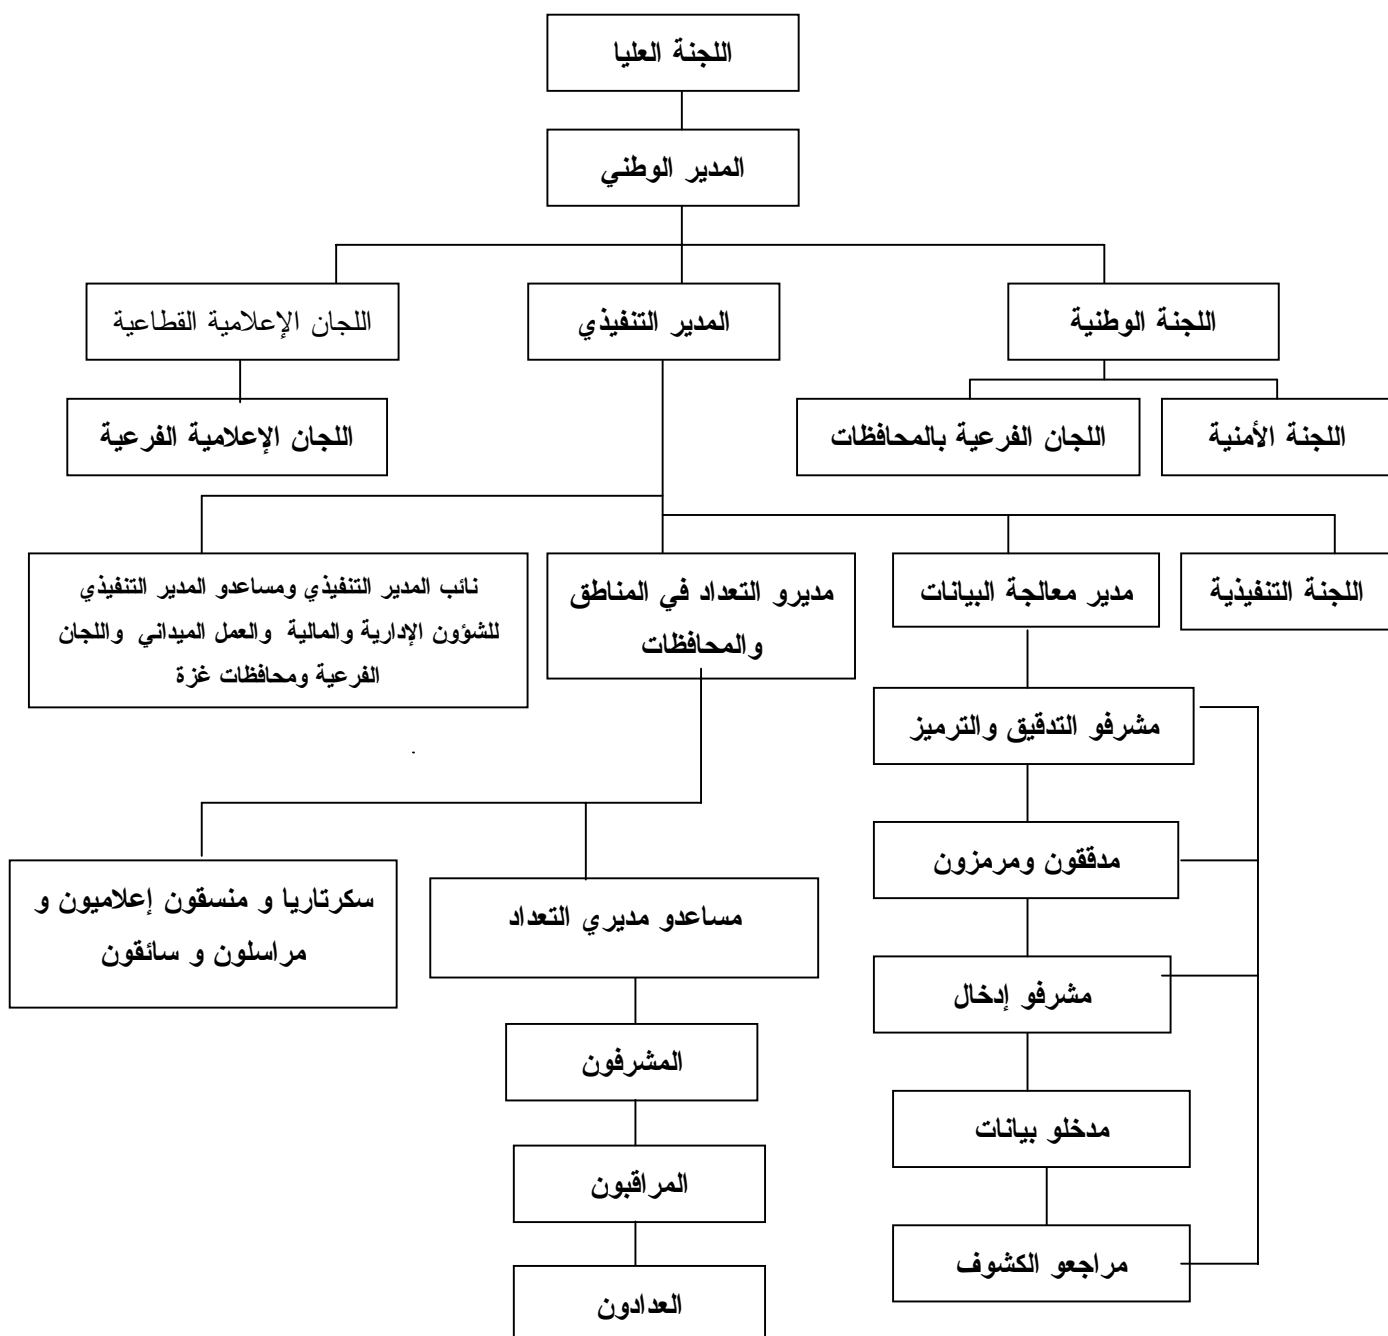 اللجنة العليا
المدير الوطني
اللجنة الوطنية
المدير التنفيذي
اللجان الإعلامية القطاعية
اللجنة الأمنية
اللجان الفرعية بالمحافظات
اللجان الإعلامية الفرعية
اللجنة التنفيذية
مدير معالجة البيانات
مديرو التعداد في المناطق
والمحافظات
نائب المدير التنفيذي ومساعدو المدير التنفيذي
للشؤون الإدارية والمالية والعمل الميداني واللجان
الفرعية ومحافظات غزة
مشرفو التدقيق والترميز
مدققون ومرمزون
مشرفو إدخال
مدخلو بيانات
مراجعو الكشوف
مساعدو مديري التعداد
المشرفون
المراقبون
العدادون
سكرتاريا و منسقون إعلاميون و
مراسلون و سائقون